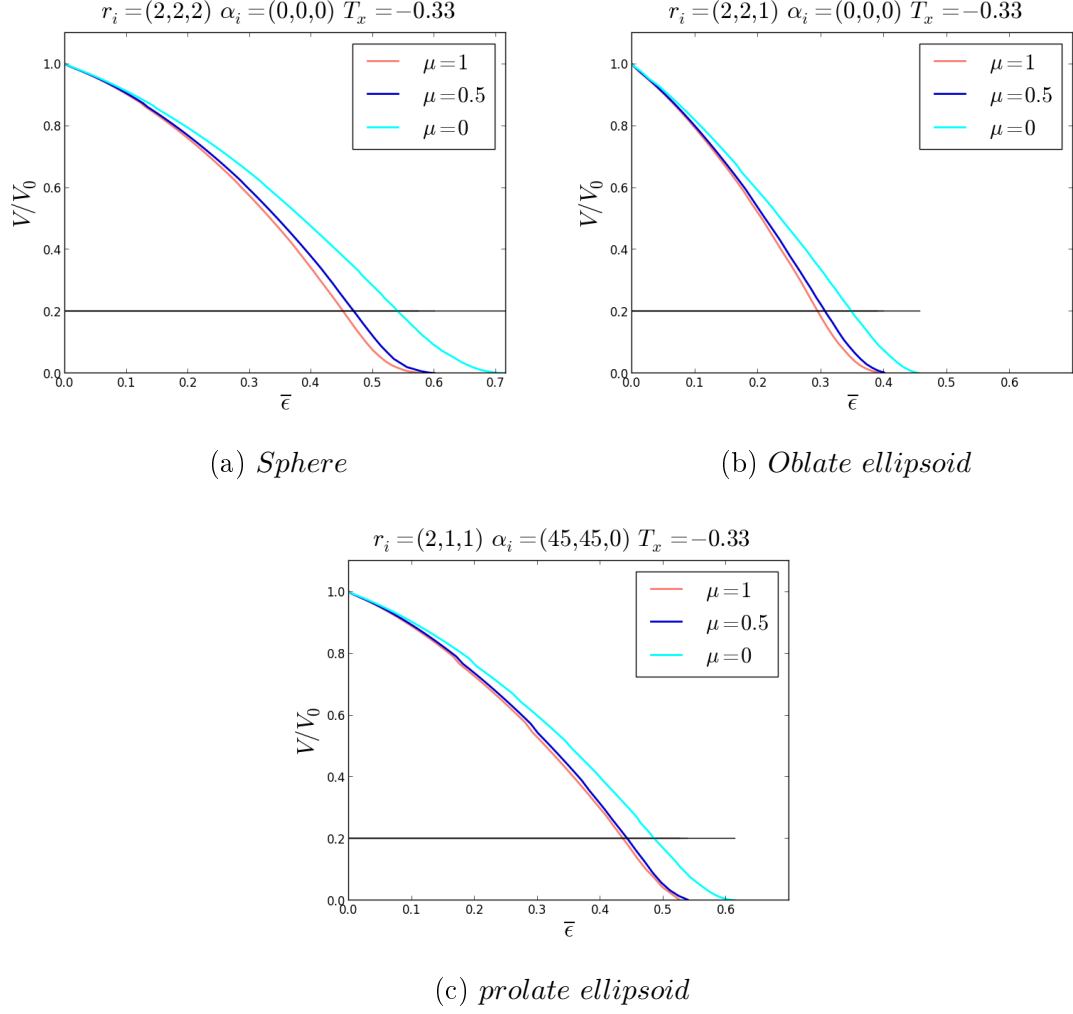 r_i=(2,2,2) α_i=(0,0,0) T_x=−0.33
μ=1
μ=0.5
μ=0
V/V_0
1.0
0.8
0.6
0.4
0.2
0.0
0.0 0.1 0.2 0.3 0.4 0.5 0.6 0.7
ε̅
(a) Sphere
r_i=(2,2,1) α_i=(0,0,0) T_x=−0.33
μ=1
μ=0.5
μ=0
V/V_0
1.0
0.8
0.6
0.4
0.2
0.0
0.0 0.1 0.2 0.3 0.4 0.5 0.6
ε̅
(b) Oblate ellipsoid
r_i=(2,1,1) α_i=(45,45,0) T_x=−0.33
μ=1
μ=0.5
μ=0
V/V_0
1.0
0.8
0.6
0.4
0.2
0.0
0.0 0.1 0.2 0.3 0.4 0.5 0.6
ε̅
(c) prolate ellipsoid